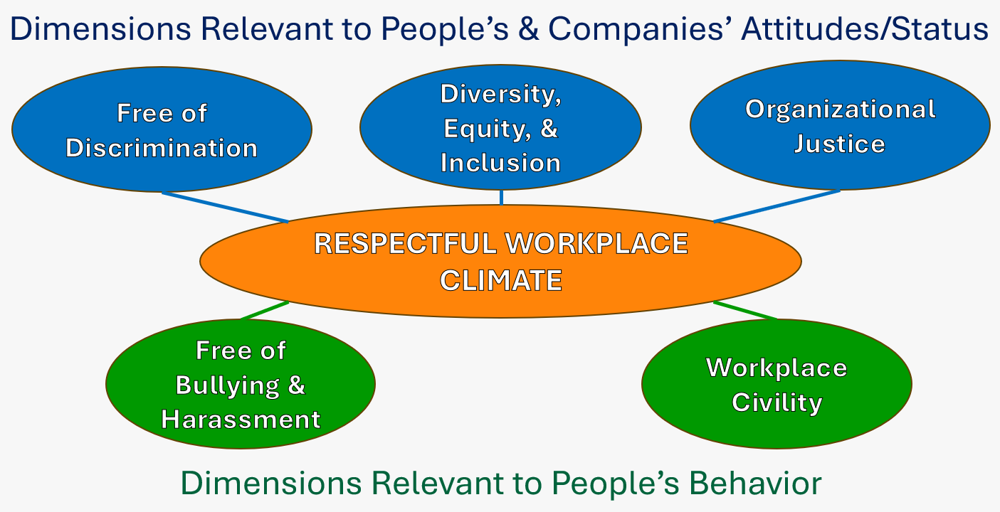 Dimensions Relevant to People’s & Companies’ Attitudes/Status
Free of
Discrimination
Diversity,
Equity, &
Inclusion
Organizational
Justice
RESPECTFUL WORKPLACE
CLIMATE
Free of
Bullying &
Harassment
Workplace
Civility
Dimensions Relevant to People’s Behavior